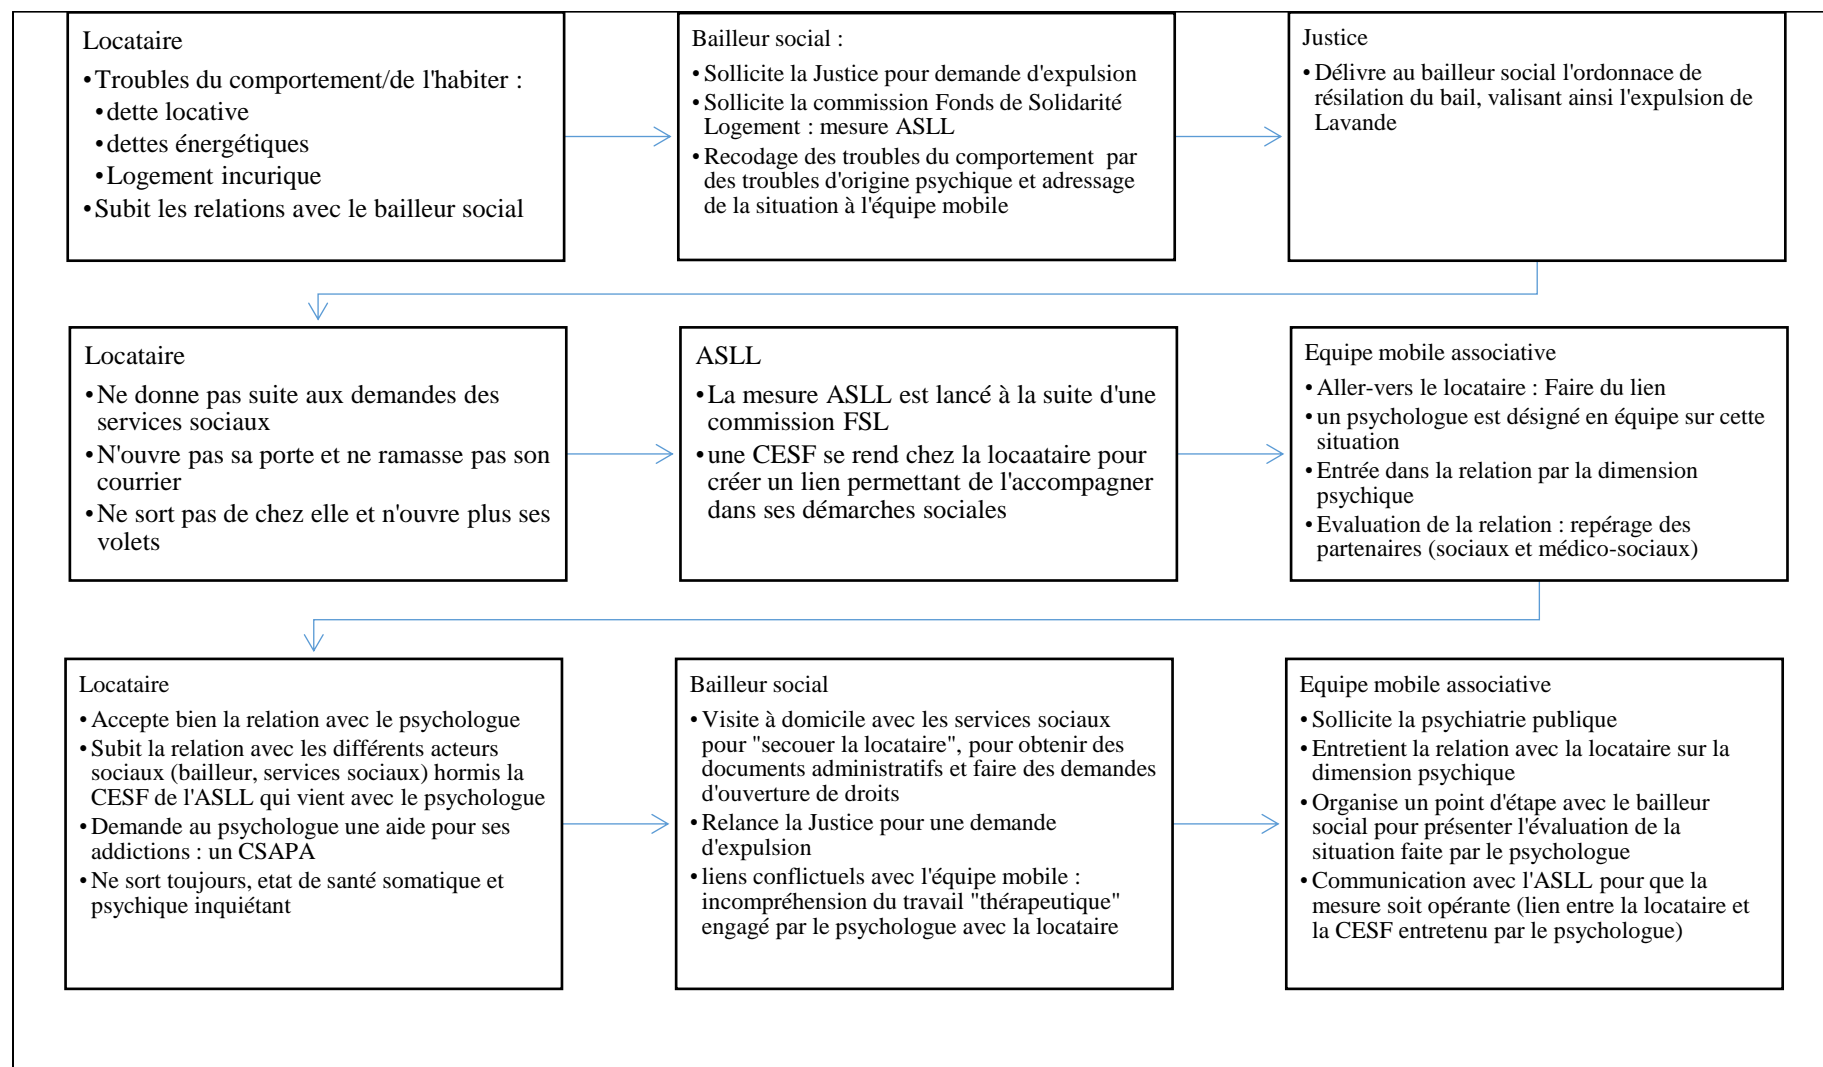 Locataire
•Troubles du comportement/de l'habiter :
•dette locative
•dettes énergétiques
•Logement incurique
•Subit les relations avec le bailleur social
Bailleur social :
•Sollicite la Justice pour demande d'expulsion
•Sollicite la commission Fonds de Solidarité
Logement : mesure ASLL
•Recodage des troubles du comportement par
des troubles d'origine psychique et adressage
de la situation à l'équipe mobile
Justice
•Délivre au bailleur social l'ordonnace de
résilation du bail, valisant ainsi l'expulsion de
Lavande
Locataire
•Ne donne pas suite aux demandes des
services sociaux
•N'ouvre pas sa porte et ne ramasse pas son
courrier
•Ne sort pas de chez elle et n'ouvre plus ses
volets
ASLL
•La mesure ASLL est lancé à la suite d'une
commission FSL
•une CESF se rend chez la locaataire pour
créer un lien permettant de l'accompagner
dans ses démarches sociales
Equipe mobile associative
•Aller-vers le locataire : Faire du lien
•un psychologue est désigné en équipe sur cette
situation
•Entrée dans la relation par la dimension
psychique
•Evaluation de la relation : repérage des
partenaires (sociaux et médico-sociaux)
Locataire
•Accepte bien la relation avec le psychologue
•Subit la relation avec les différents acteurs
sociaux (bailleur, services sociaux) hormis la
CESF de l'ASLL qui vient avec le psychologue
•Demande au psychologue une aide pour ses
addictions : un CSAPA
•Ne sort toujours, etat de santé somatique et
psychique inquiétant
Bailleur social
•Visite à domicile avec les services sociaux
pour "secouer la locataire", pour obtenir des
documents administratifs et faire des demandes
d'ouverture de droits
•Relance la Justice pour une demande
d'expulsion
•liens conflictuels avec l'équipe mobile :
incompréhension du travail "thérapeutique"
engagé par le psychologue avec la locataire
Equipe mobile associative
•Sollicite la psychiatrie publique
•Entretient la relation avec la locataire sur la
dimension psychique
•Organise un point d'étape avec le bailleur
social pour présenter l'évaluation de la
situation faite par le psychologue
•Communication avec l'ASLL pour que la
mesure soit opérante (lien entre la locataire et
la CESF entretenu par le psychologue)